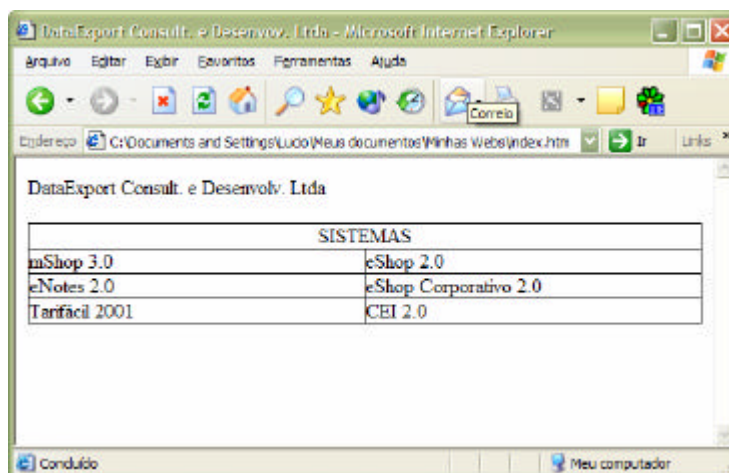 DataExport Consult. e Desenvov. Ltda - Microsoft Internet Explorer
Arquivo Editar Exibir Favoritos Ferramentas Ajuda
Correio
Endereço C:\Documents and Settings\Ludo\Meus documentos\Minhas Webs\index.htm Ir Links »
DataExport Consult. e Desenvolv. Ltda
SISTEMAS
mShop 3.0 eShop 2.0
eNotes 2.0 eShop Corporativo 2.0
Tarifácil 2001 CEI 2.0
Concluído Meu computador